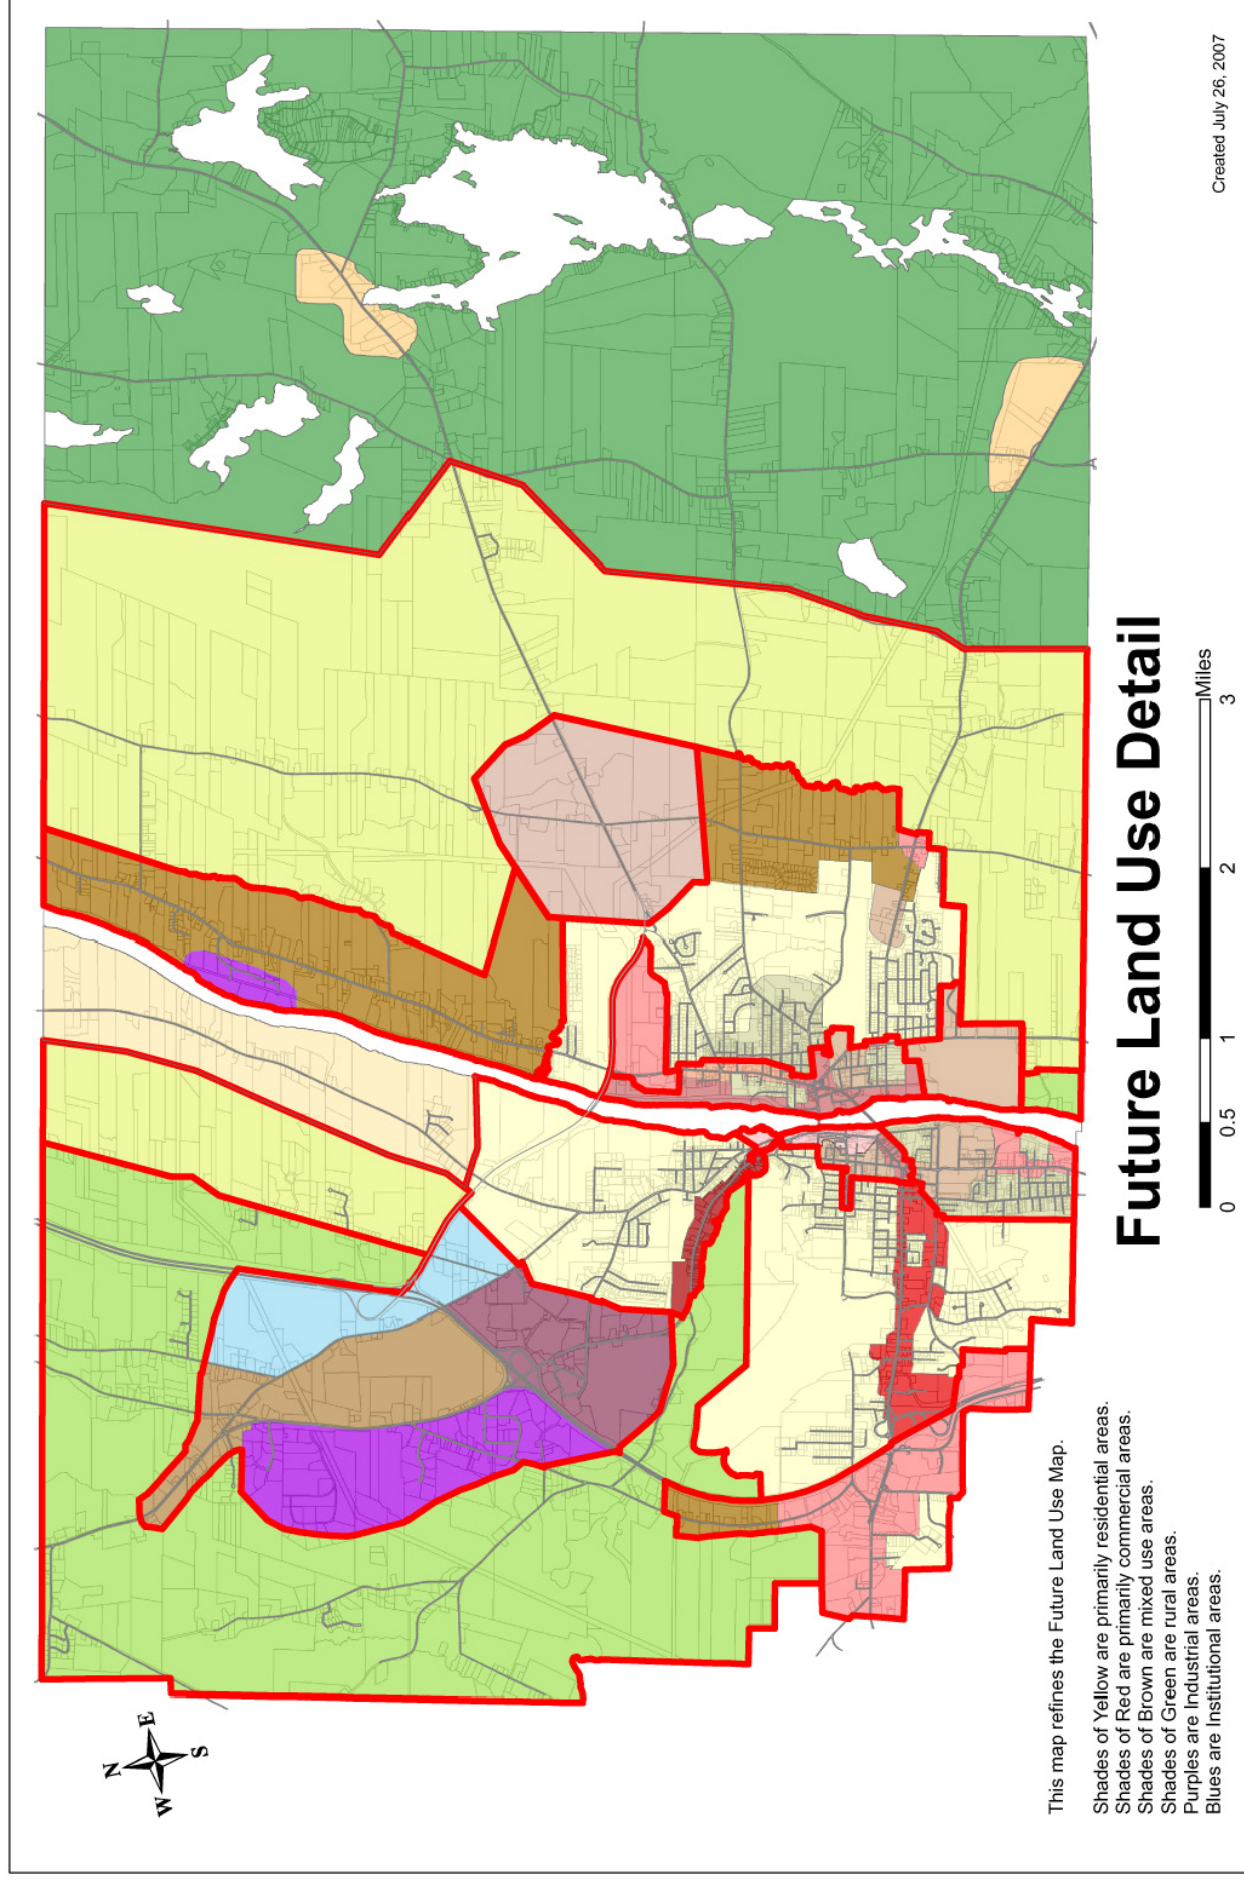 N
W E
S
This map refines the Future Land Use Map.
Shades of Yellow are primarily residential areas.
Shades of Red are primarily commercial areas.
Shades of Brown are mixed use areas.
Shades of Green are rural areas.
Purples are Industrial areas.
Blues are Institutional areas.
Future Land Use Detail
Miles
0 0.5 1 2 3
Created July 26, 2007